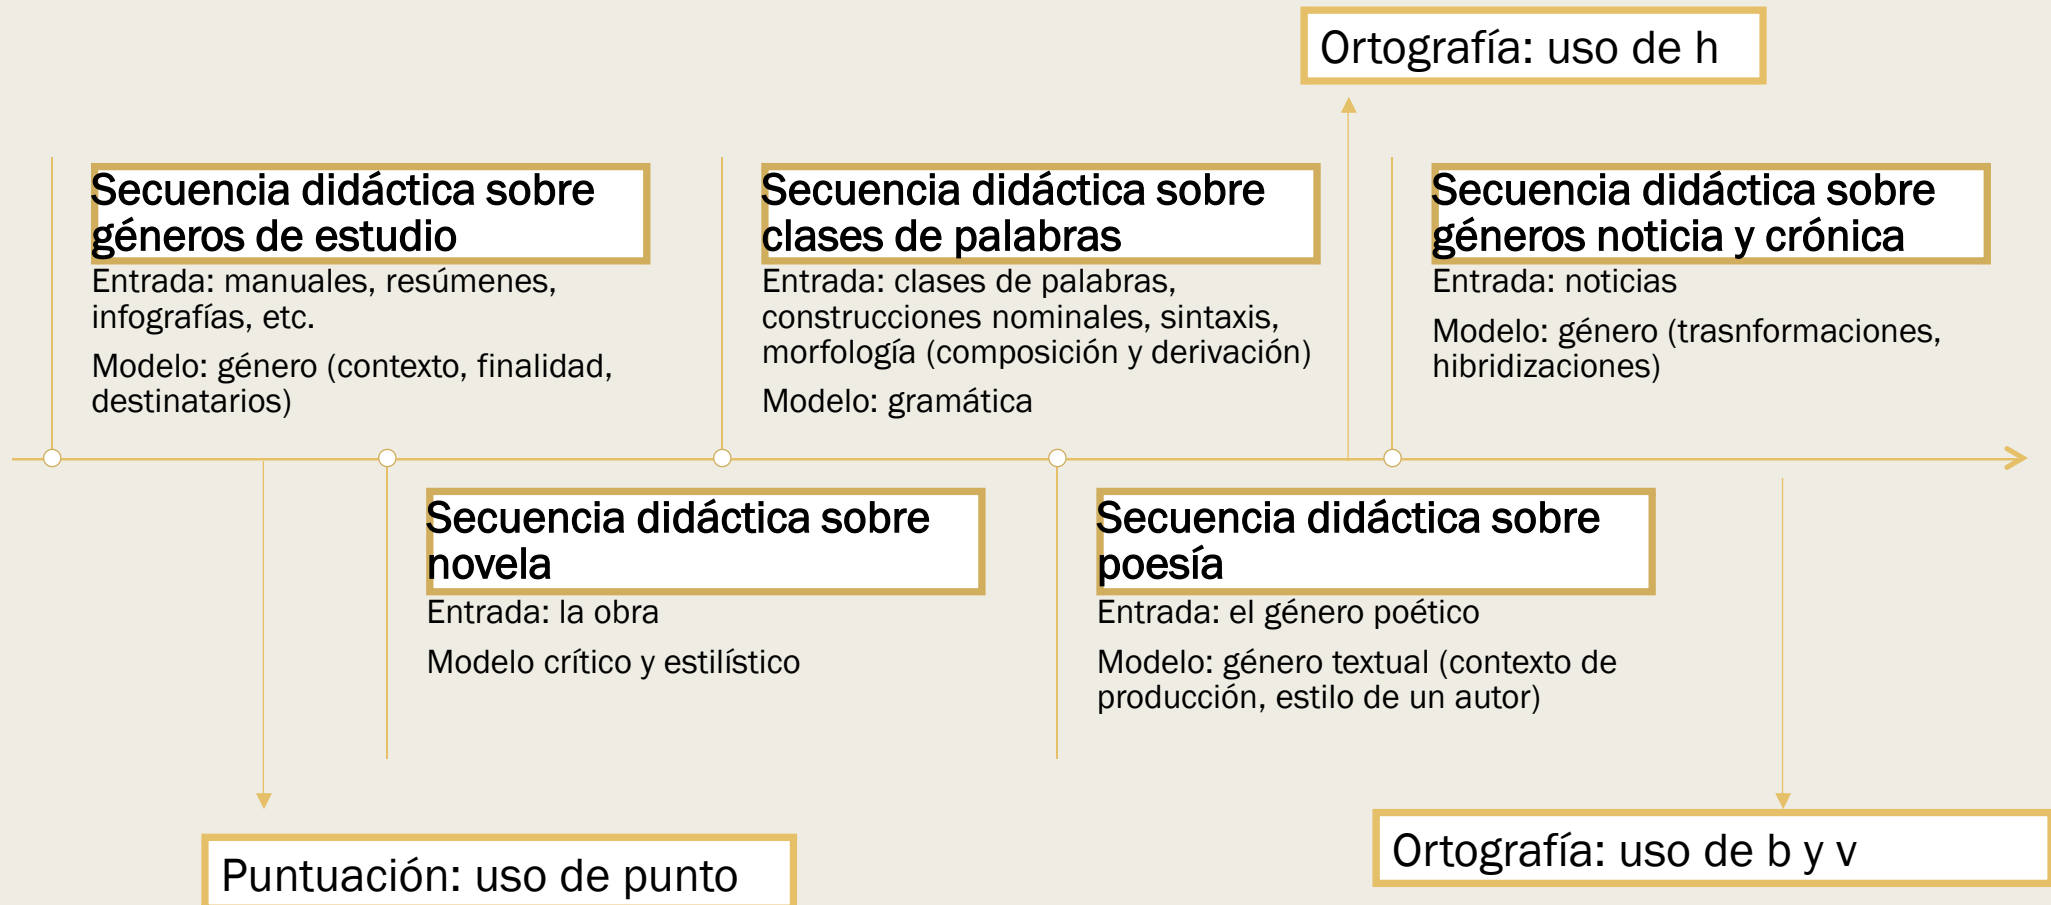 Ortografía: uso de h
Secuencia didáctica sobre
géneros de estudio
Entrada: manuales, resúmenes,
infografías, etc.
Modelo: género (contexto, finalidad,
destinatarios)
Secuencia didáctica sobre
clases de palabras
Entrada: clases de palabras,
construcciones nominales, sintaxis,
morfología (composición y derivación)
Modelo: gramática
Secuencia didáctica sobre
géneros noticia y crónica
Entrada: noticias
Modelo: género (trasnformaciones,
hibridizaciones)
Secuencia didáctica sobre
novela
Entrada: la obra
Modelo crítico y estilístico
Secuencia didáctica sobre
poesía
Entrada: el género poético
Modelo: género textual (contexto de
producción, estilo de un autor)
Puntuación: uso de punto
Ortografía: uso de b y v